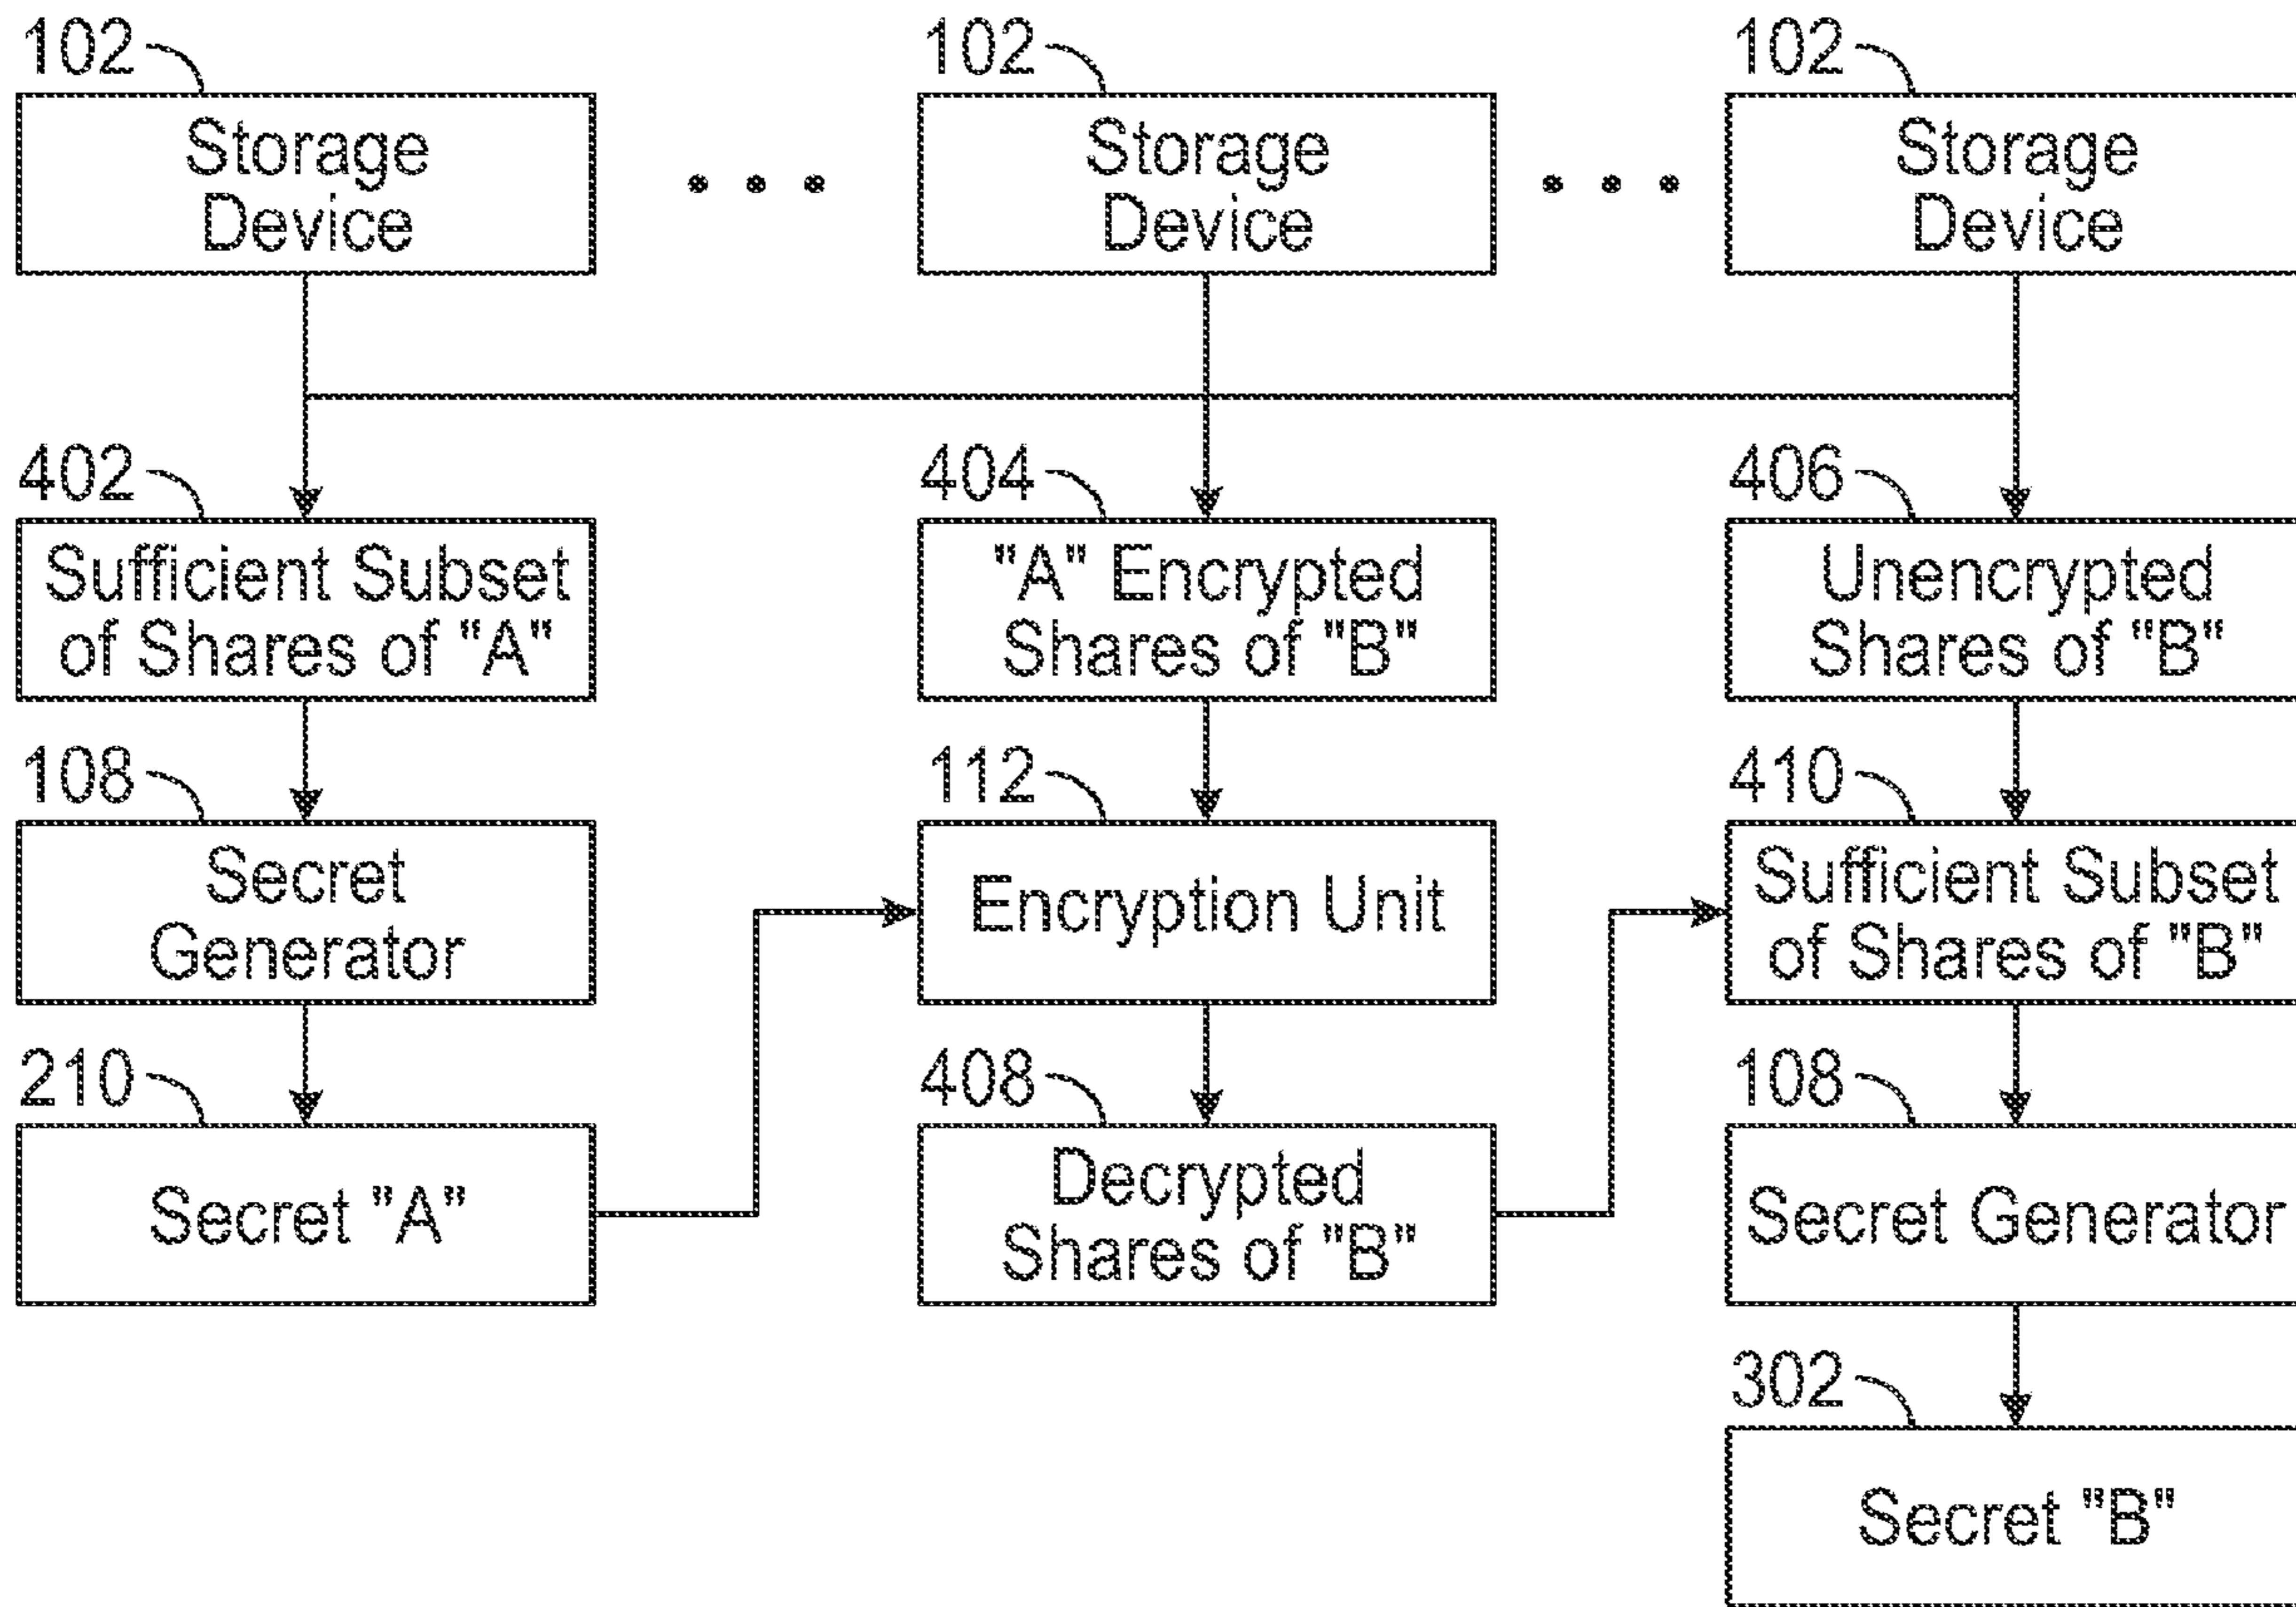 102
102
102
Storage
Device
Storage
Device
Storage
Device
402
404
406
Sufficient Subset
of Shares of "A"
"A" Encrypted
Shares of "B"
Unencrypted
Shares of "B"
108
112
410
Secret
Generator
Encryption Unit
Sufficient Subset
of Shares of "B"
210
408
108
Secret "A"
Decrypted
Shares of "B"
Secret Generator
302
Secret "B"